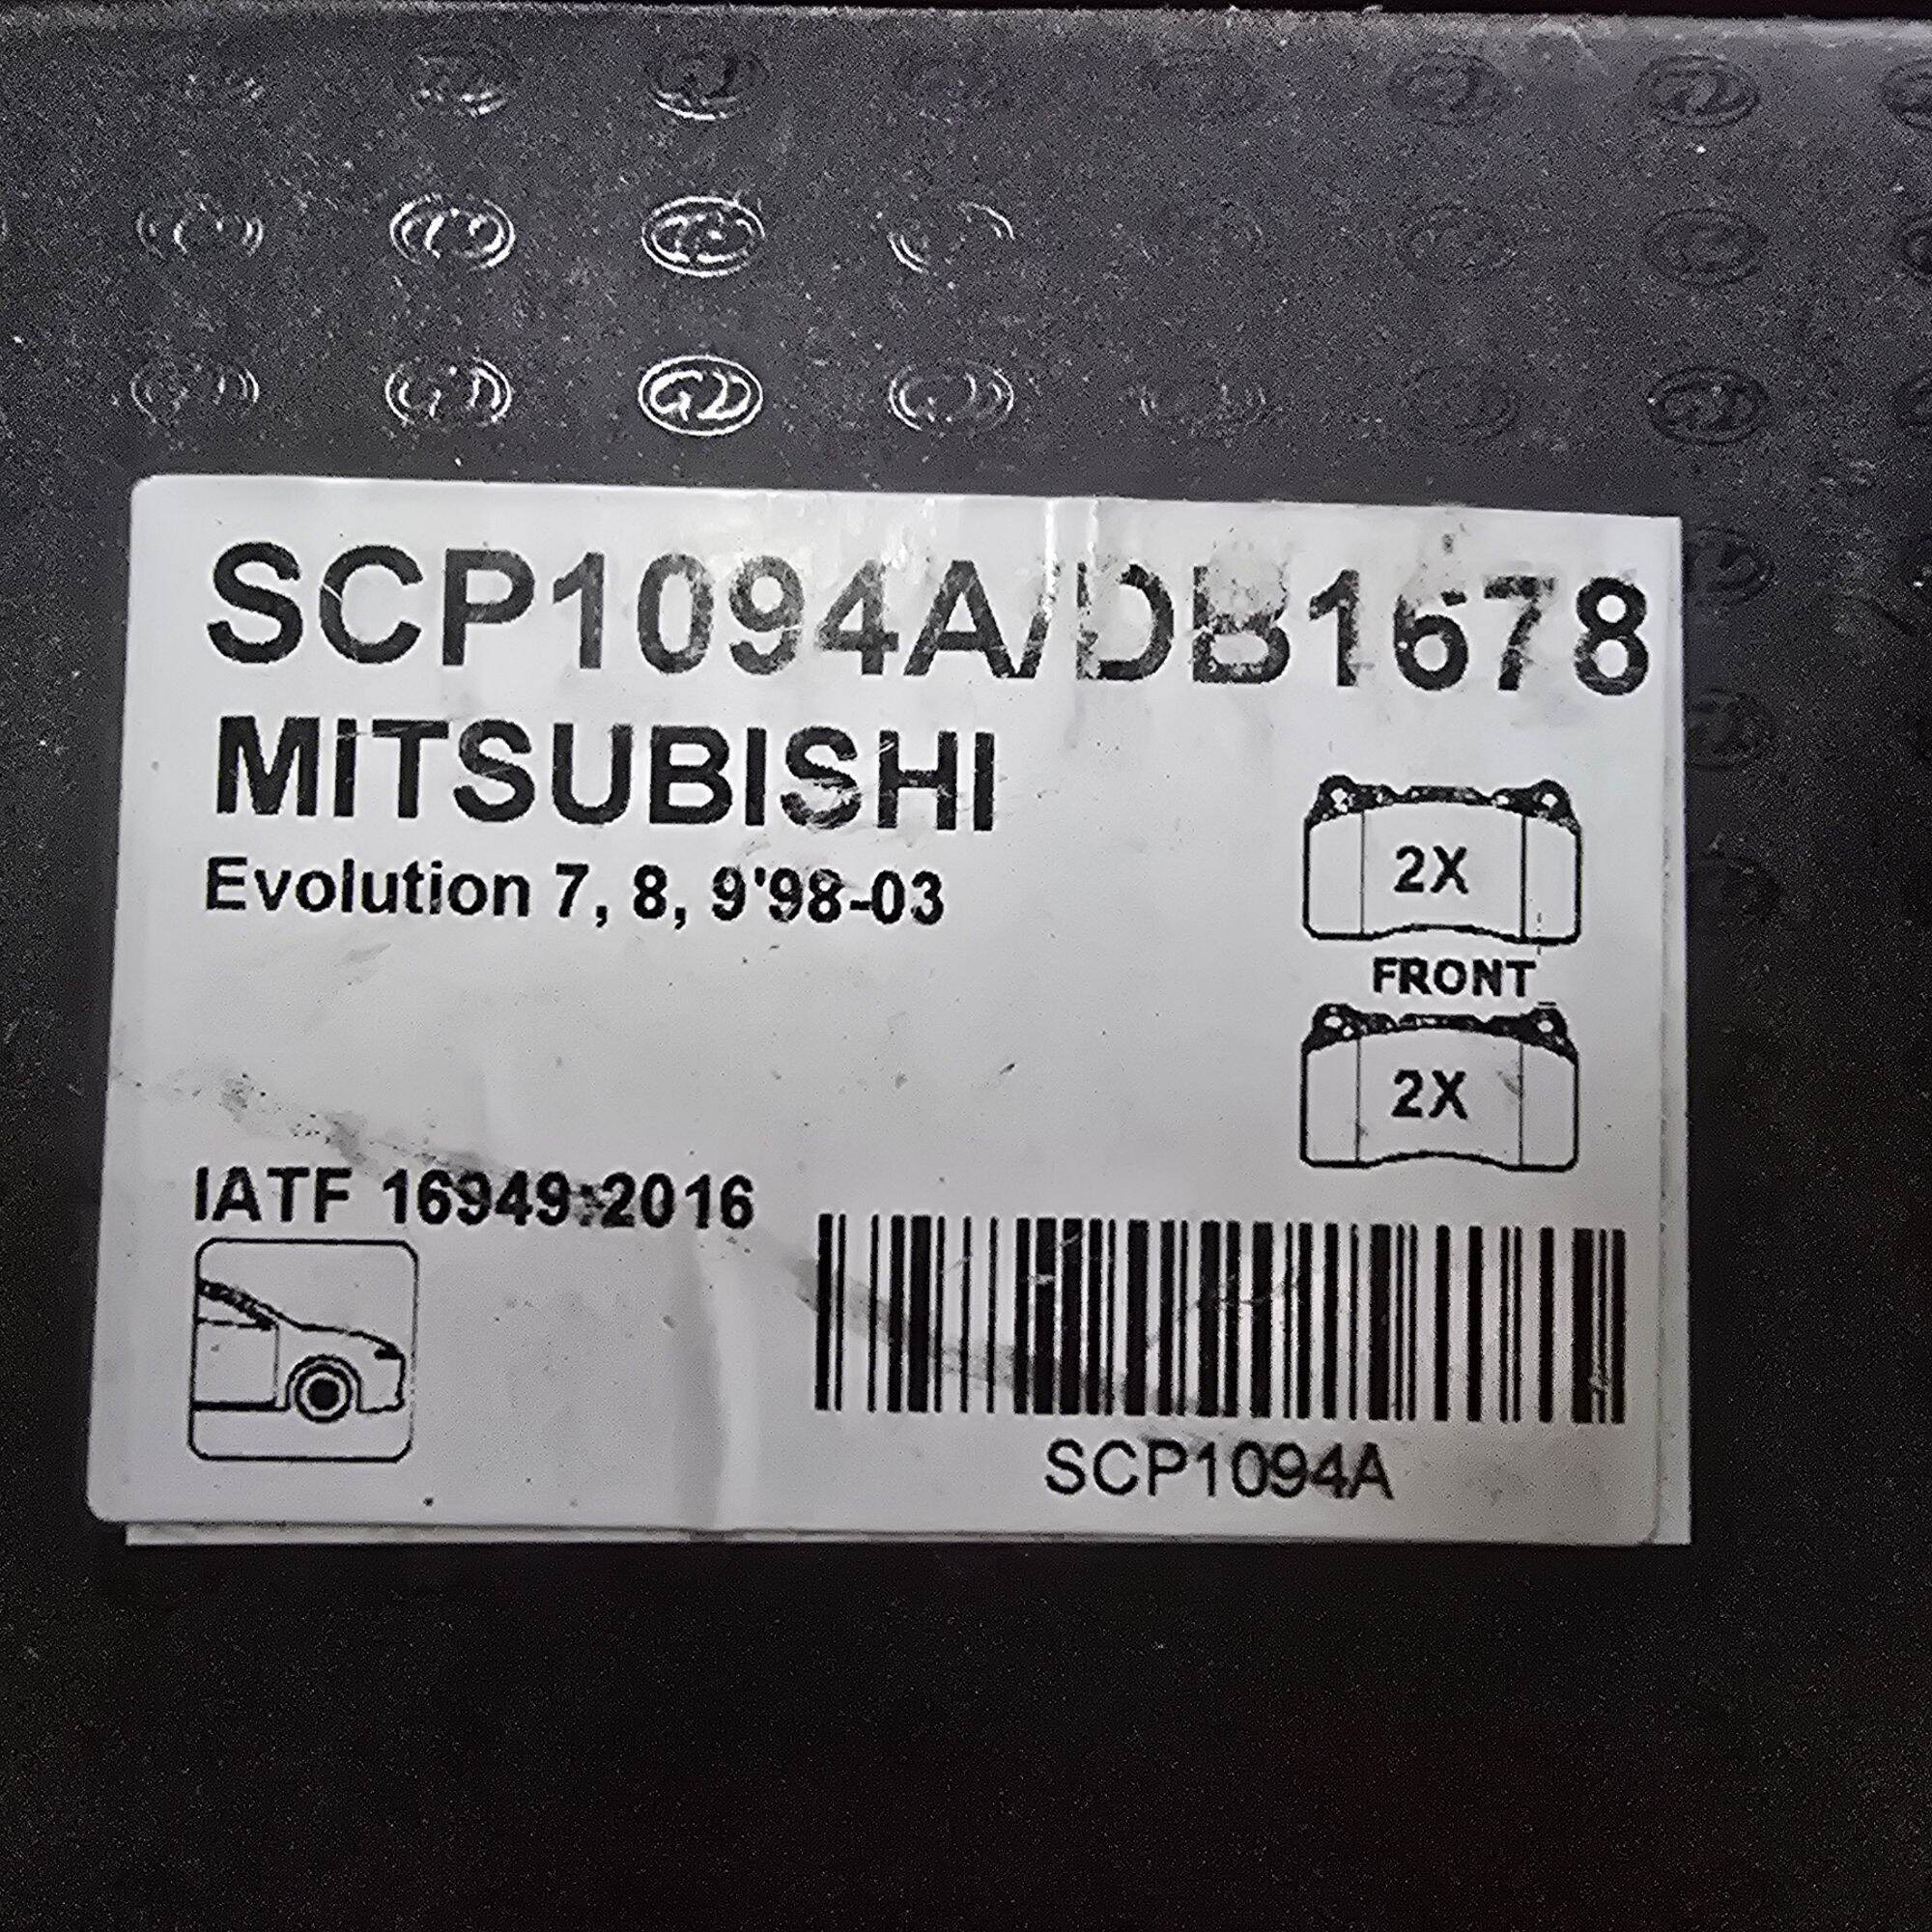 SCP1094A/DB1678
MITSUBISHI
Evolution 7, 8, 9'98-03
2X
FRONT
2X
IATF 16949:2016
SCP1094A